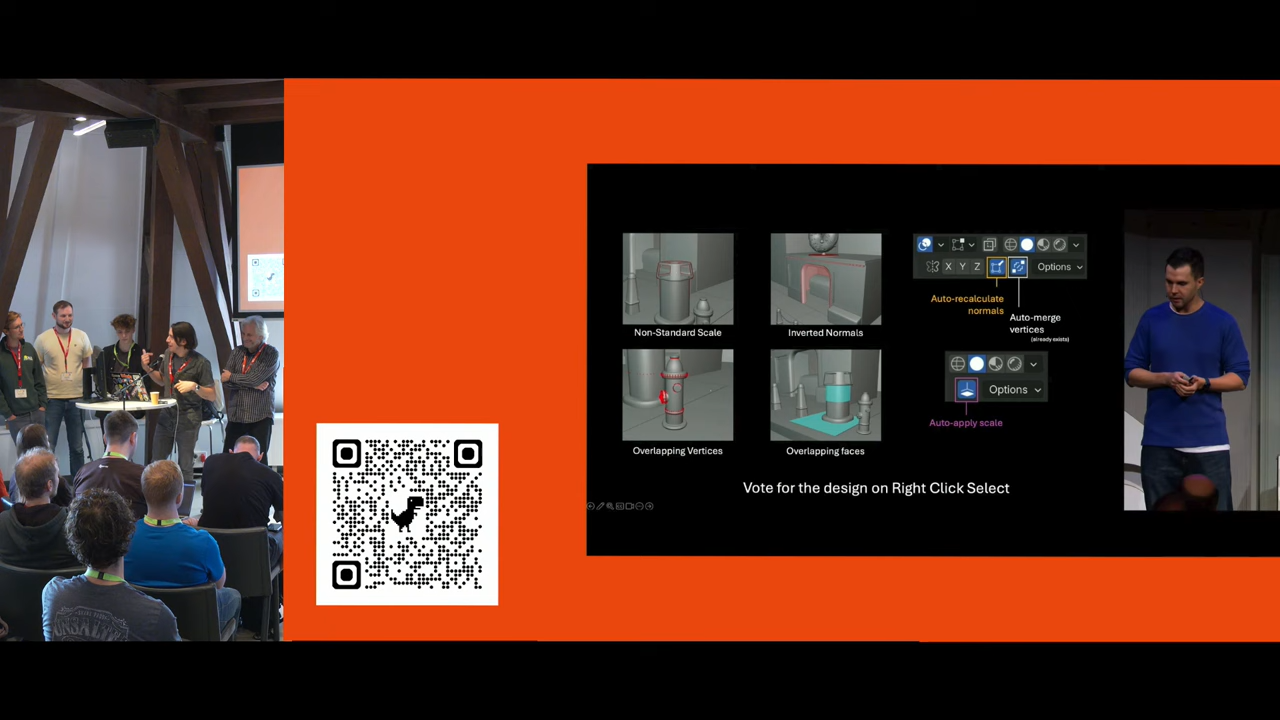 Non-Standard Scale
Inverted Normals
Overlapping Vertices
Overlapping faces
X Y Z
Options
Auto-recalculate
normals
Auto-merge
vertices
(already exists)
Options
Auto-apply scale
Vote for the design on Right Click Select
UNSALTED